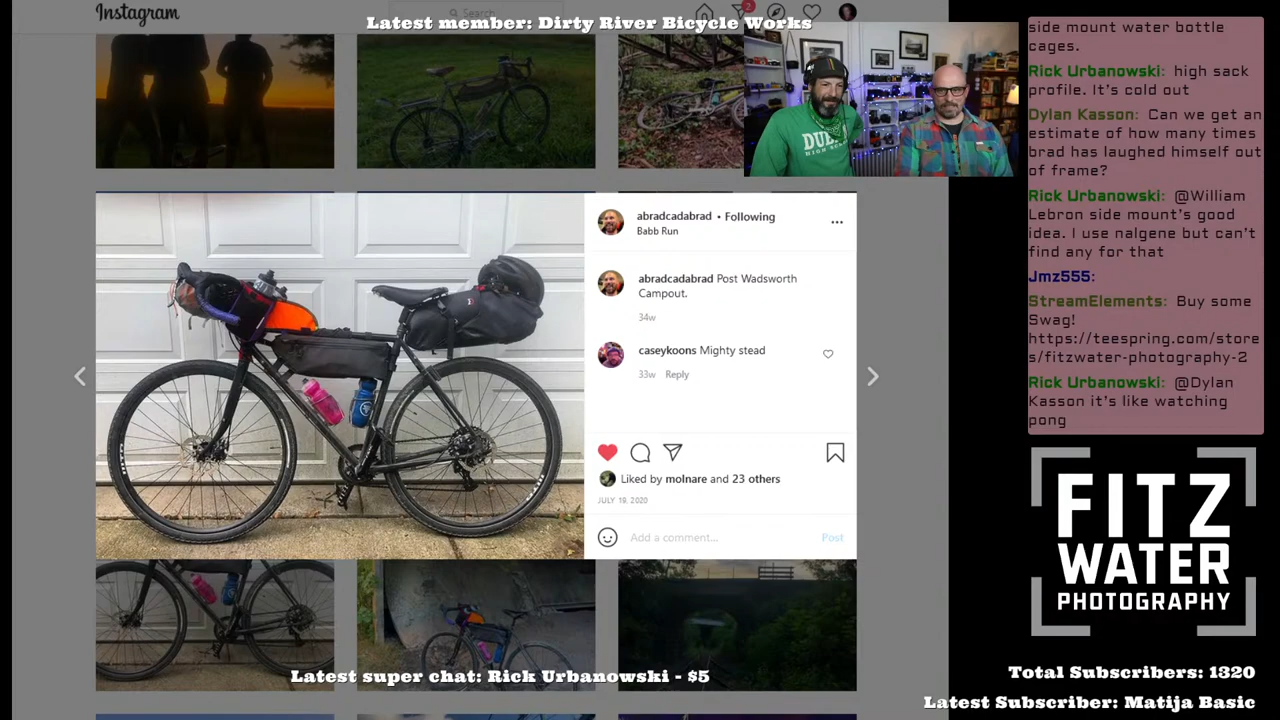 Instagram
Search
2
Latest member: Dirty River Bicycle Works
side mount water bottle
cages.
Rick Urbanowski: high sack
profile. It's cold out
Dylan Kasson: Can we get an
estimate of how many times
brad has laughed himself out
of frame?
Rick Urbanowski: @William
Lebron side mount's good
idea. I use nalgene but can't
find any for that
Jmz555:
StreamElements: Buy some
Swag!
https://teespring.com/store
s/fitzwater-photography-2
Rick Urbanowski: @Dylan
Kasson it's like watching
pong
abradcadabrad • Following
Babb Run
abradcadabrad Post Wadsworth
Campout.
34w
caseykoons Mighty stead
33w Reply
Liked by molnare and 23 others
JULY 19, 2020
Add a comment... Post
FITZ
WATER
PHOTOGRAPHY
Latest super chat: Rick Urbanowski - $5
Total Subscribers: 1320
Latest Subscriber: Matija Basic